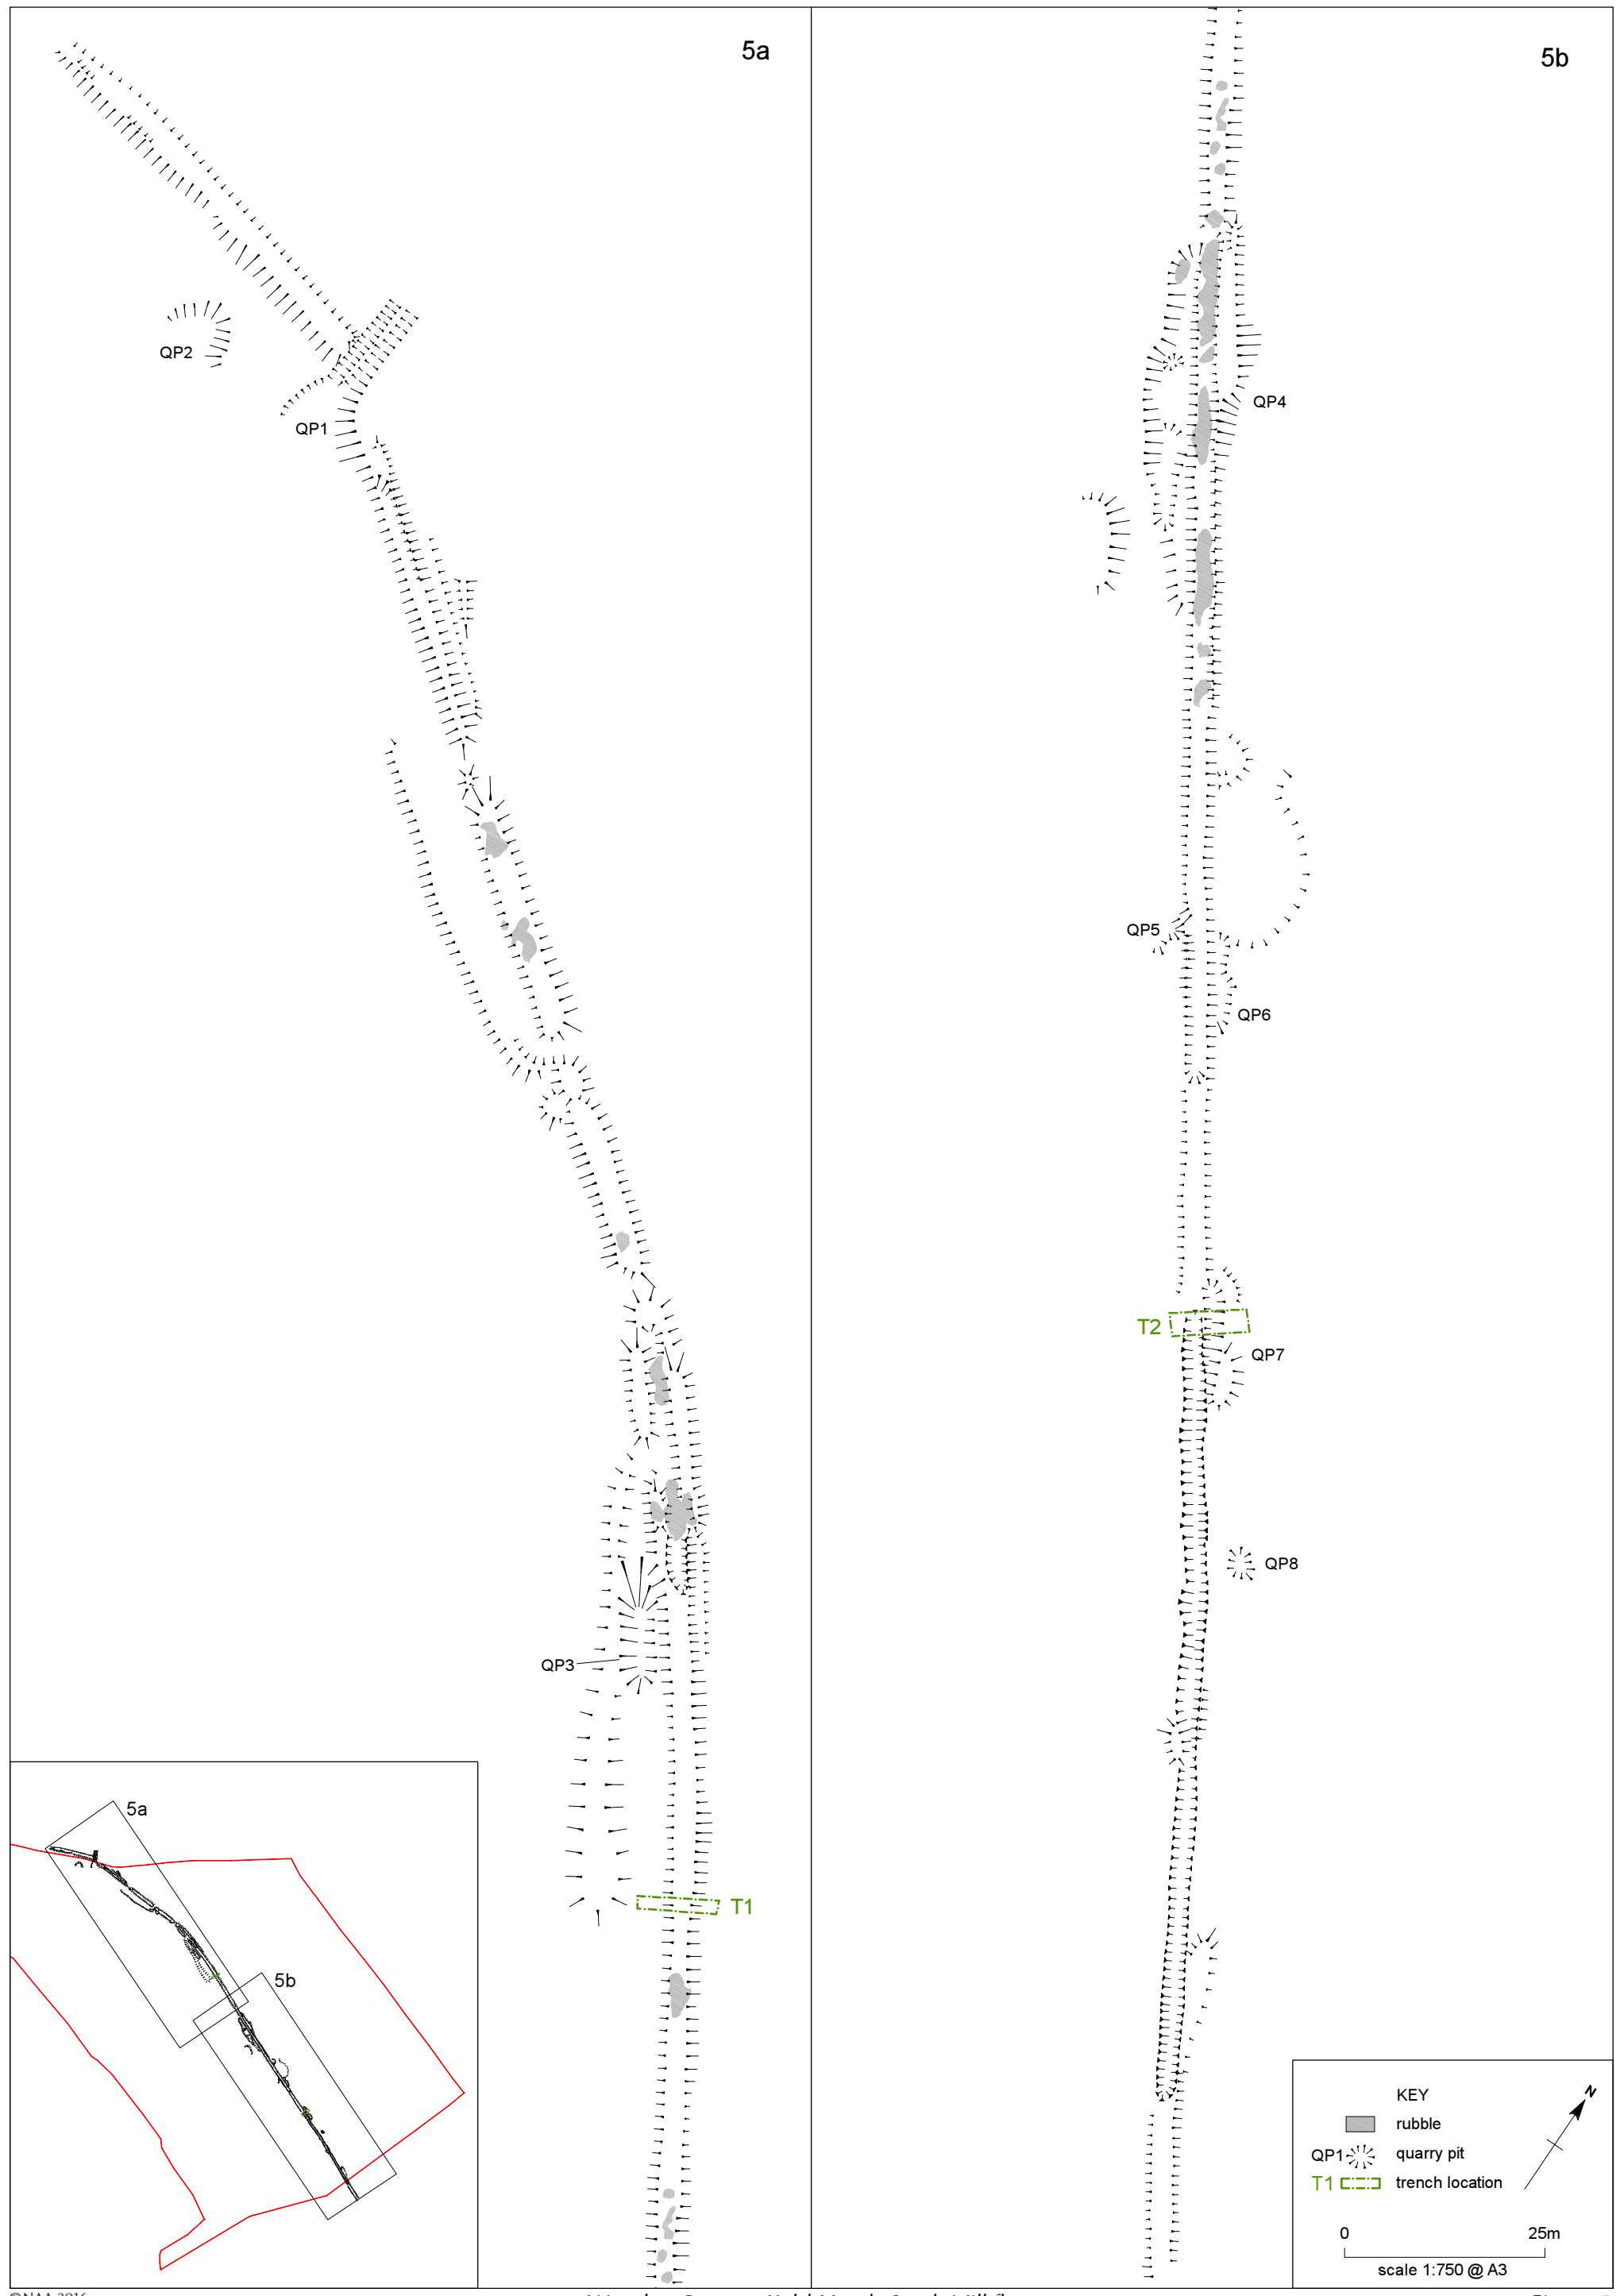 5a
5b
QP2
QP1
QP4
QP5
QP6
T2
QP7
QP8
QP3
T1
5a
5b
KEY
N
rubble
QP1 quarry pit
T1 trench location
0 25m
scale 1:750 @ A3